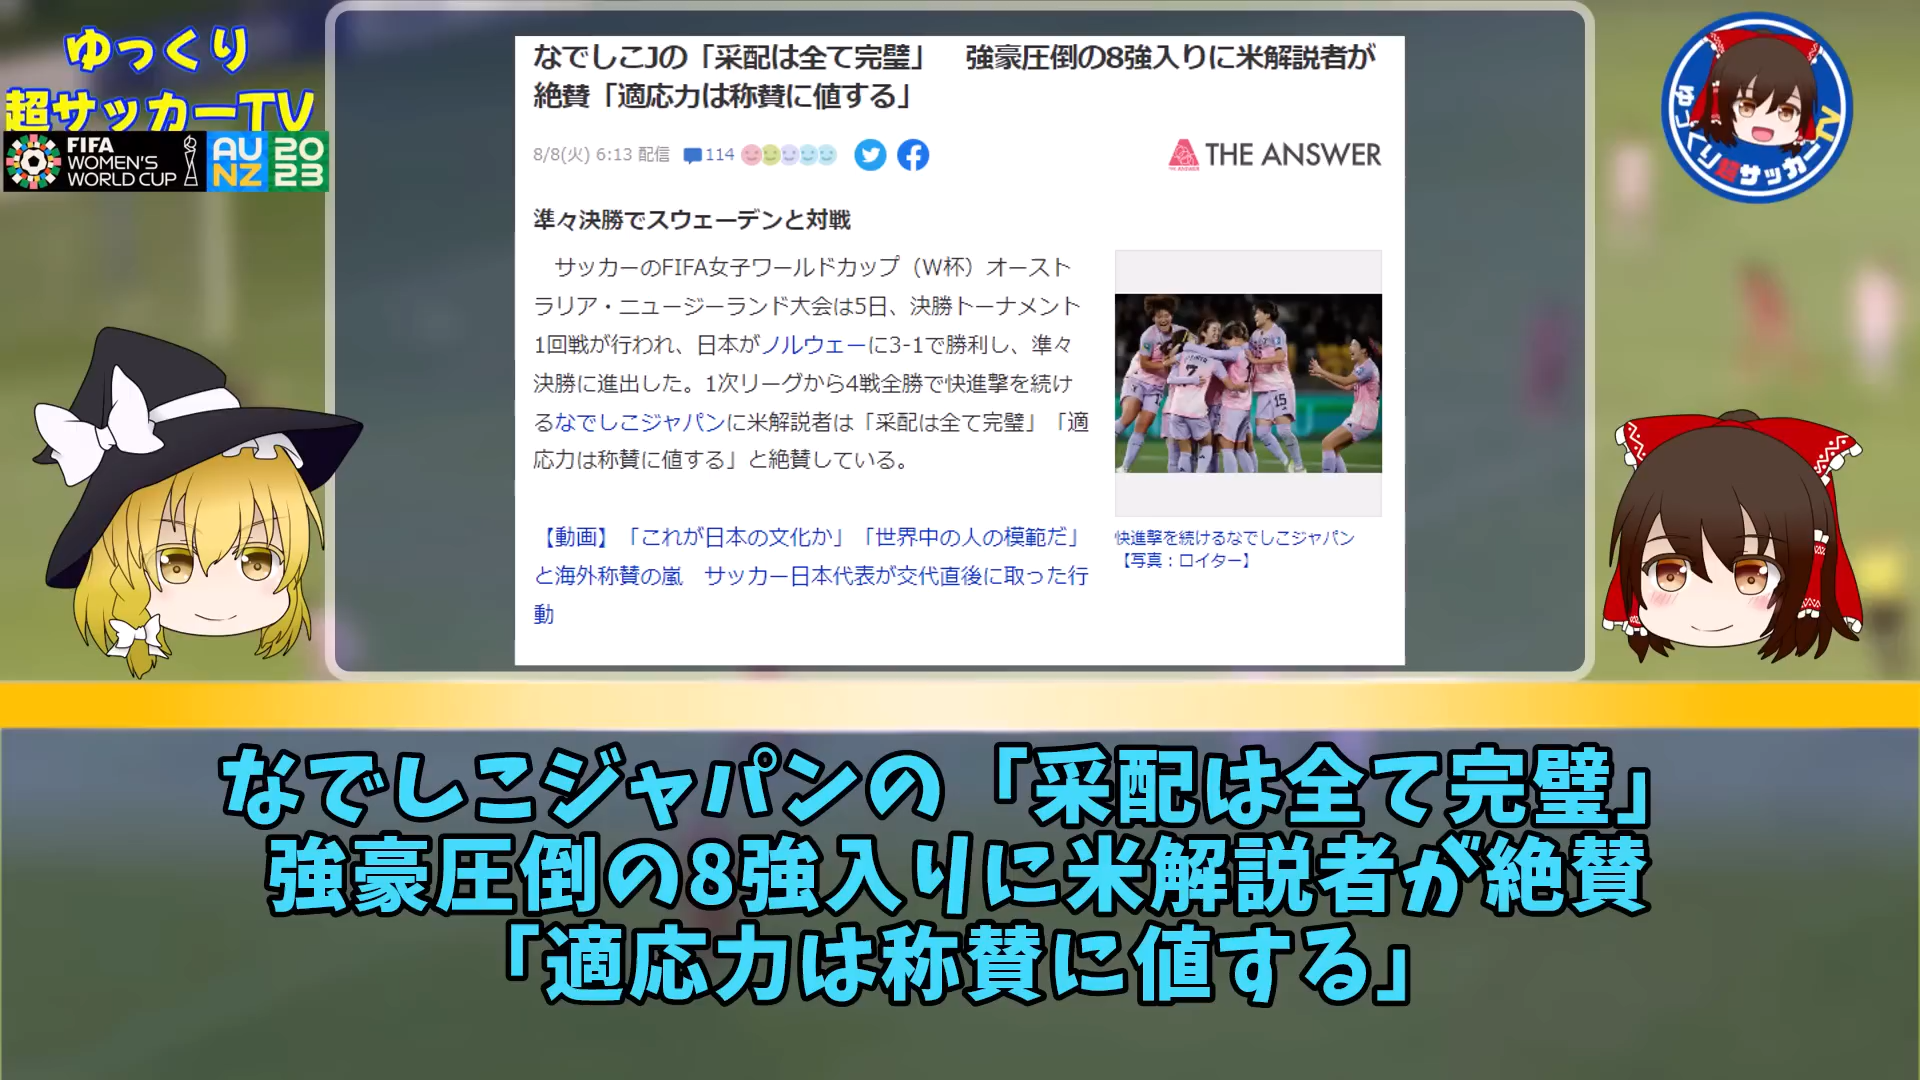 ゆっくり
超サッカーTV
FIFA
WOMEN'S
WORLD CUP
AU
NZ
20
23
ゆっくり超サッカーTV
なでしこJの「采配は全て完璧」 強豪圧倒の8強入りに米解説者が
絶賛「適応力は称賛に値する」
8/8(火) 6:13 配信 114
THE ANSWER
THE ANSWER
準々決勝でスウェーデンと対戦
サッカーのFIFA女子ワールドカップ（W杯）オースト
ラリア・ニュージーランド大会は5日、決勝トーナメント
1回戦が行われ、日本がノルウェーに3-1で勝利し、準々
決勝に進出した。1次リーグから4戦全勝で快進撃を続け
るなでしこジャパンに米解説者は「采配は全て完璧」「適
応力は称賛に値する」と絶賛している。
【動画】「これが日本の文化か」「世界中の人の模範だ」
と海外称賛の嵐 サッカー日本代表が交代直後に取った行
動
7
15
快進撃を続けるなでしこジャパン
【写真：ロイター】
なでしこジャパンの「采配は全て完璧」
強豪圧倒の8強入りに米解説者が絶賛
「適応力は称賛に値する」